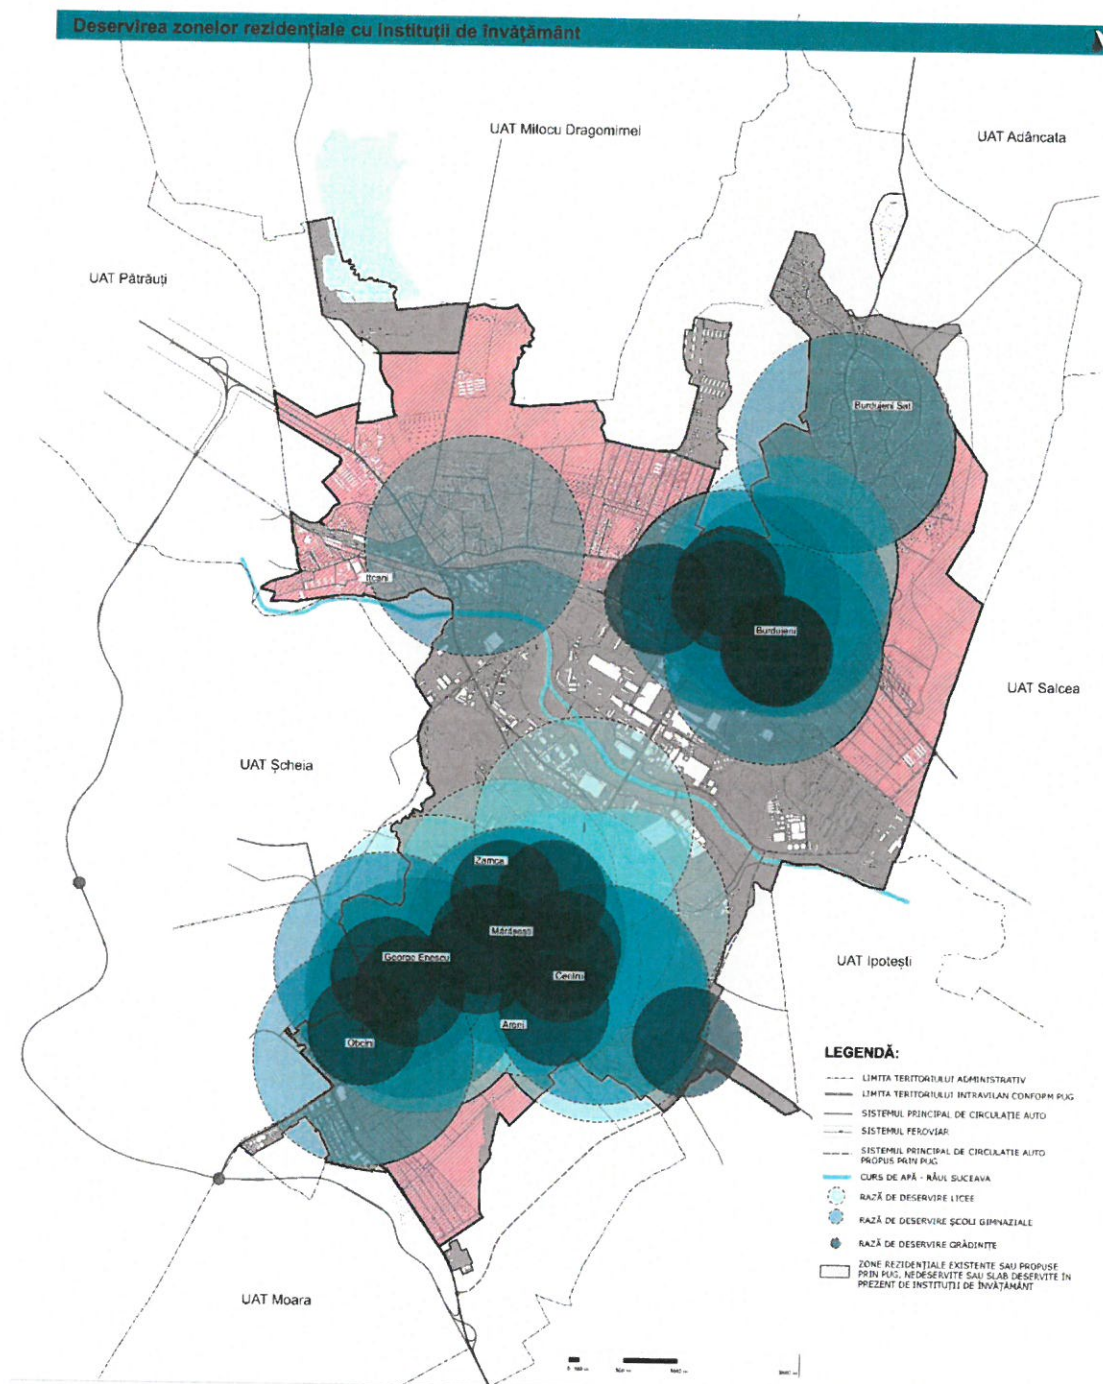 Deservirea zonelor rezidențiale cu instituții de învățământ
UAT Mitocu Dragomirnei
UAT Adâncata
UAT Pătrăuți
Burdujeni Sat
Ițcani
Burdujeni
UAT Salcea
UAT Șcheia
Zamca
Mărășești
George Enescu
Centru
UAT Ipotești
Areni
Obcini
LEGENDĂ:
LIMITA TERITORIULUI ADMINISTRATIV
LIMITA TERITORIULUI INTRAVILAN CONFORM PUG
SISTEMUL PRINCIPAL DE CIRCULAȚIE AUTO
SISTEMUL FEROVIAR
SISTEMUL PRINCIPAL DE CIRCULAȚIE AUTO
PROPUS PRIN PUG
CURS DE APĂ - RÂUL SUCEAVA
RAZĂ DE DESERVIRE LICEE
RAZĂ DE DESERVIRE ȘCOLI GIMNAZIALE
RAZĂ DE DESERVIRE GRĂDINIȚE
ZONE REZIDENȚIALE EXISTENTE SAU PROPUSE
PRIN PUG, NEDESERVITE SAU SLAB DESERVITE ÎN
PREZENT DE INSTITUȚII DE ÎNVĂȚĂMÂNT
UAT Moara